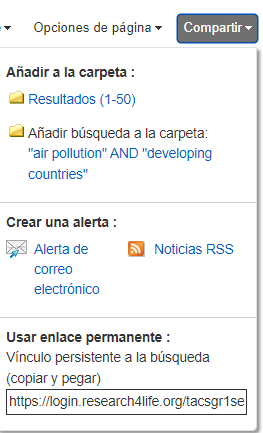 Opciones de página Compartir
Añadir a la carpeta :
Resultados (1-50)
Añadir búsqueda a la carpeta:
"air pollution" AND "developing
countries"
Crear una alerta :
Alerta de
correo
electrónico
Noticias RSS
Usar enlace permanente :
Vínculo persistente a la búsqueda
(copiar y pegar)
https://login.research4life.org/tacsgr1se